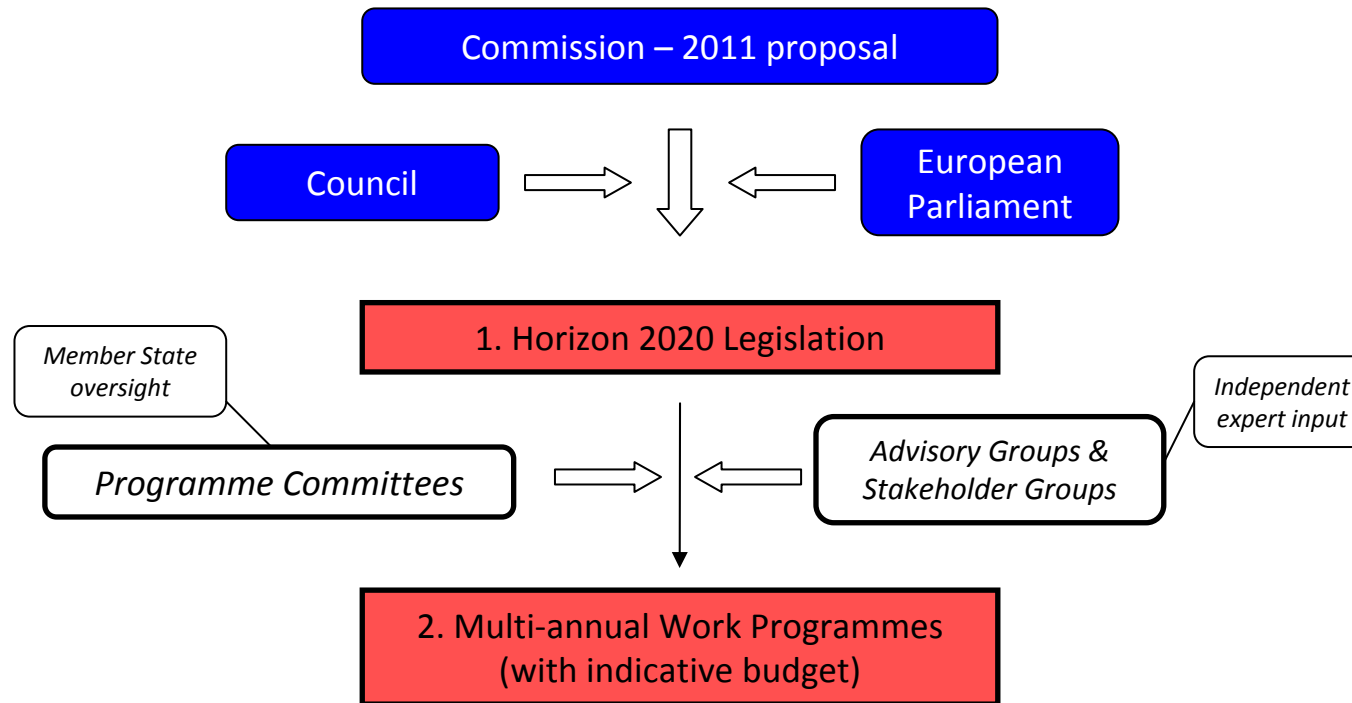 Commission – 2011 proposal
Council
European
Parliament
1. Horizon 2020 Legislation
Member State
oversight
Independent
expert input
Programme Committees
Advisory Groups &
Stakeholder Groups
2. Multi-annual Work Programmes
(with indicative budget)